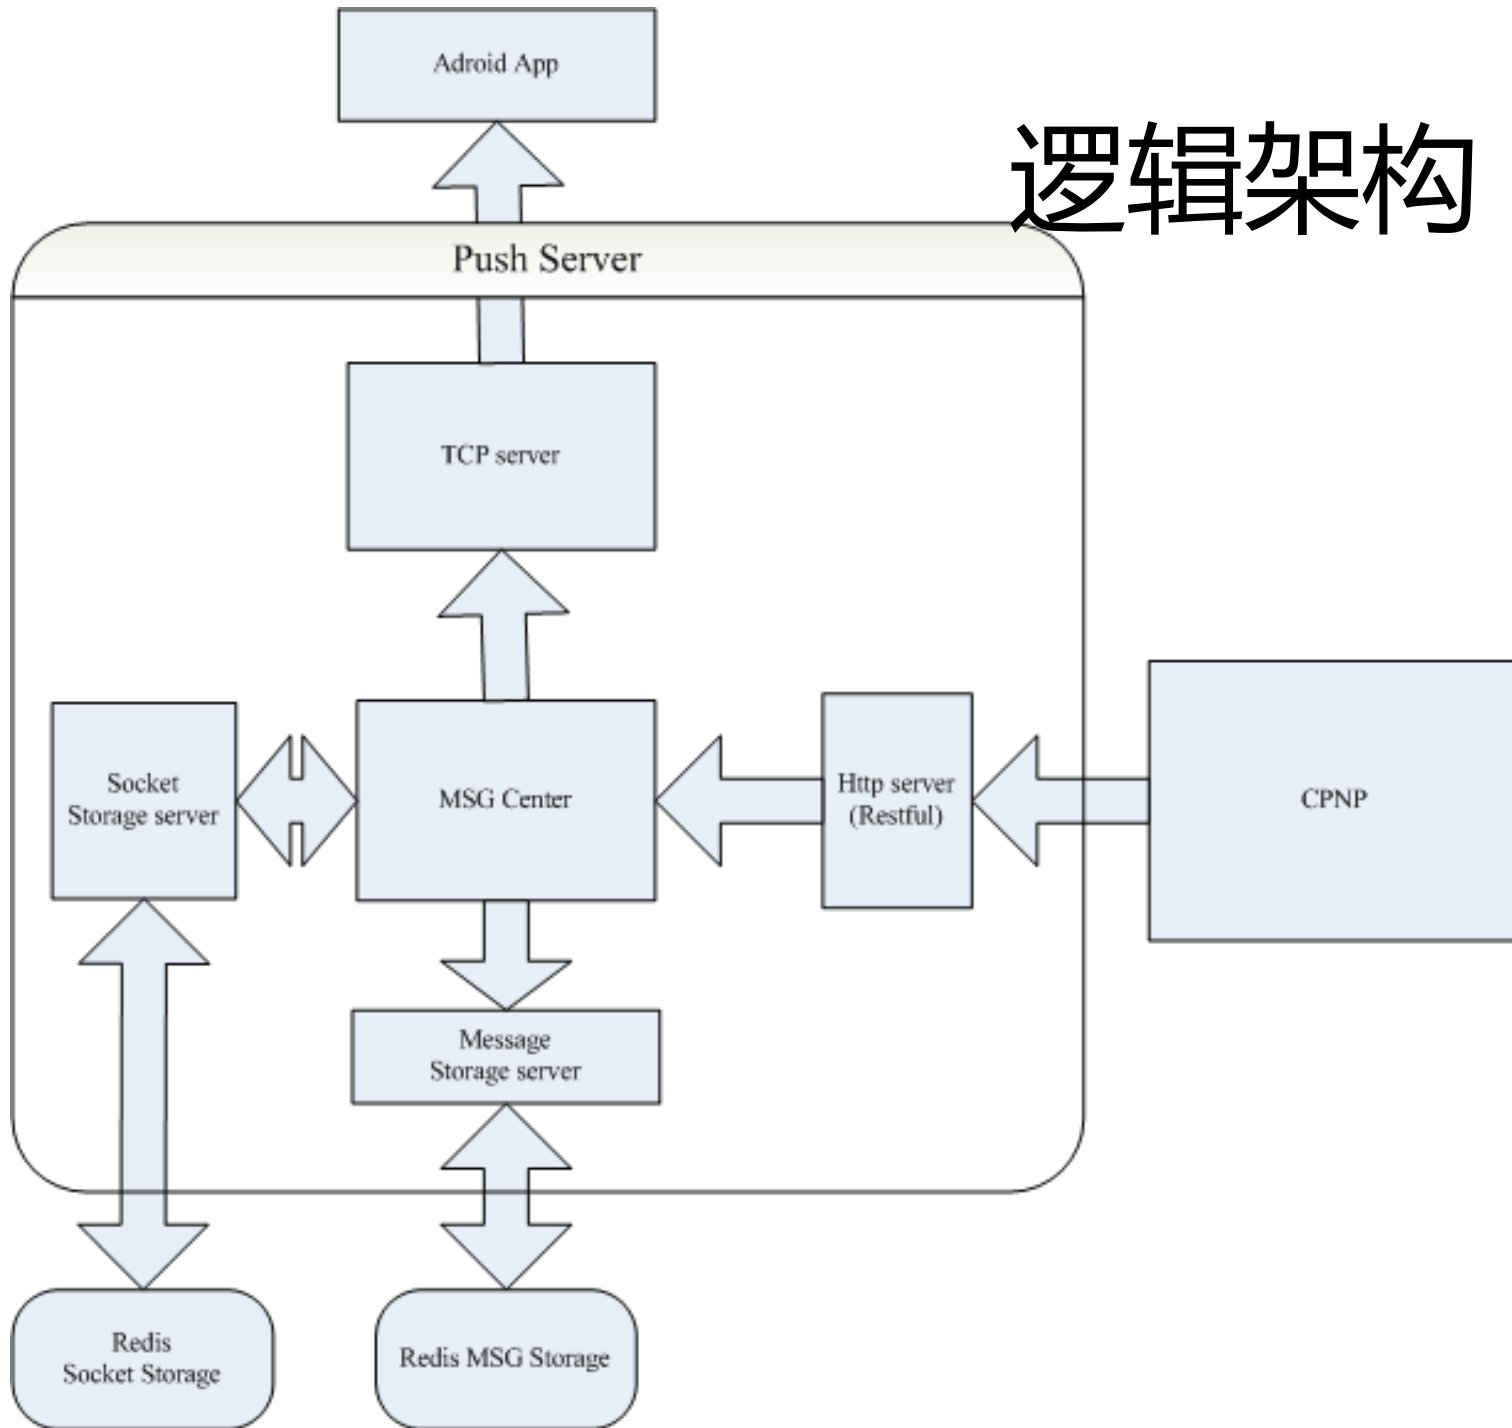 Adroid App
逻辑架构
Push Server
TCP server
Socket
Storage server
MSG Center
Http server
(Restful)
CPNP
Message
Storage server
Redis
Socket Storage
Redis MSG Storage